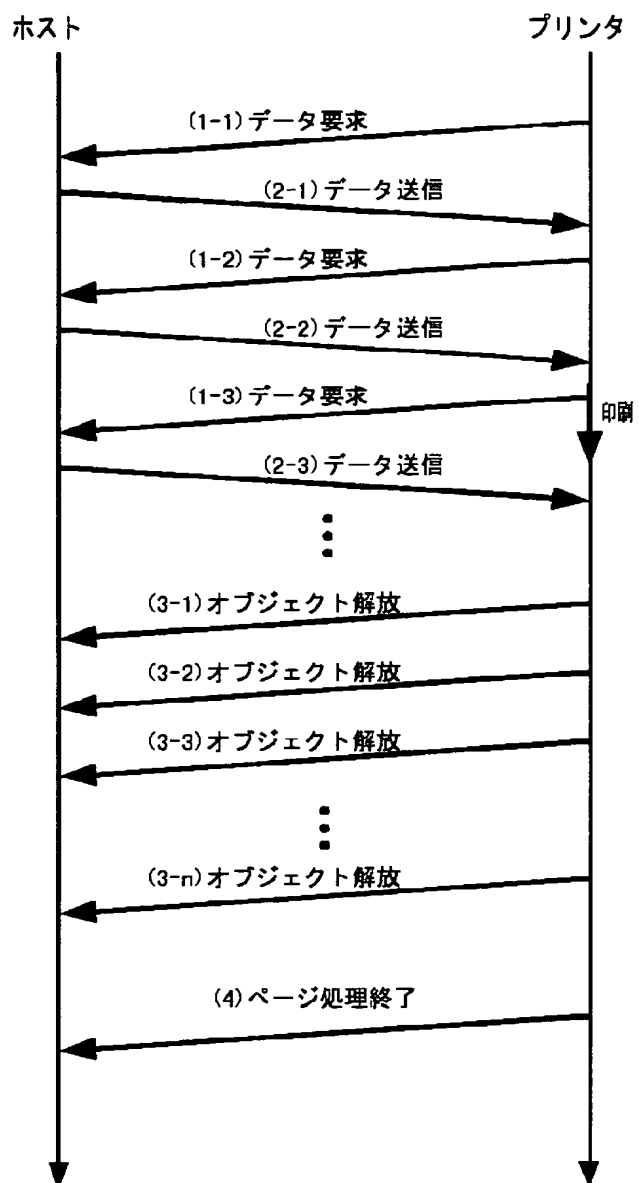 ホスト
プリンタ
(1-1)データ要求
(2-1)データ送信
(1-2)データ要求
(2-2)データ送信
(1-3)データ要求
印刷
(2-3)データ送信
(3-1)オブジェクト解放
(3-2)オブジェクト解放
(3-3)オブジェクト解放
(3-n)オブジェクト解放
(4)ページ処理終了